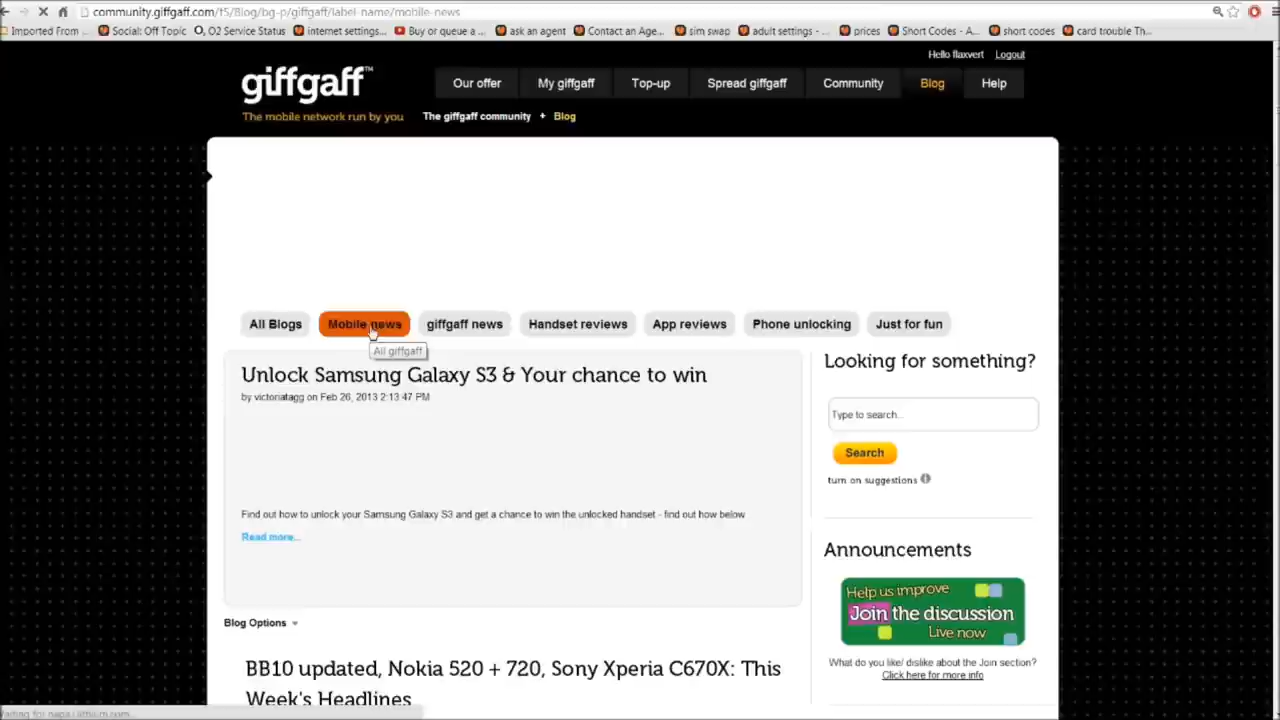 community.giffgaff.com/t5/Blog/bg-p/giffgaff/label-name/mobile-news
Imported From ... Social: Off Topic O2 Service Status internet settings... Buy or queue a ... ask an agent Contact an Age... sim swap adult settings - ... prices Short Codes - A... short codes card trouble Th...
Hello flaxvert Logout
giffgaff™
Our offer My giffgaff Top-up Spread giffgaff Community Blog Help
The mobile network run by you
The giffgaff community + Blog
All Blogs Mobile news giffgaff news Handset reviews App reviews Phone unlocking Just for fun
All giffgaff
Unlock Samsung Galaxy S3 & Your chance to win
by victoriatagg on Feb 26, 2013 2:13:47 PM
Find out how to unlock your Samsung Galaxy S3 and get a chance to win the unlocked handset - find out how below
Read more...
Blog Options
BB10 updated, Nokia 520 + 720, Sony Xperia C670X: This
Week's Headlines
Looking for something?
Type to search...
Search
turn on suggestions
Announcements
Help us improve
Join the discussion
Live now
What do you like/ dislike about the Join section?
Click here for more info